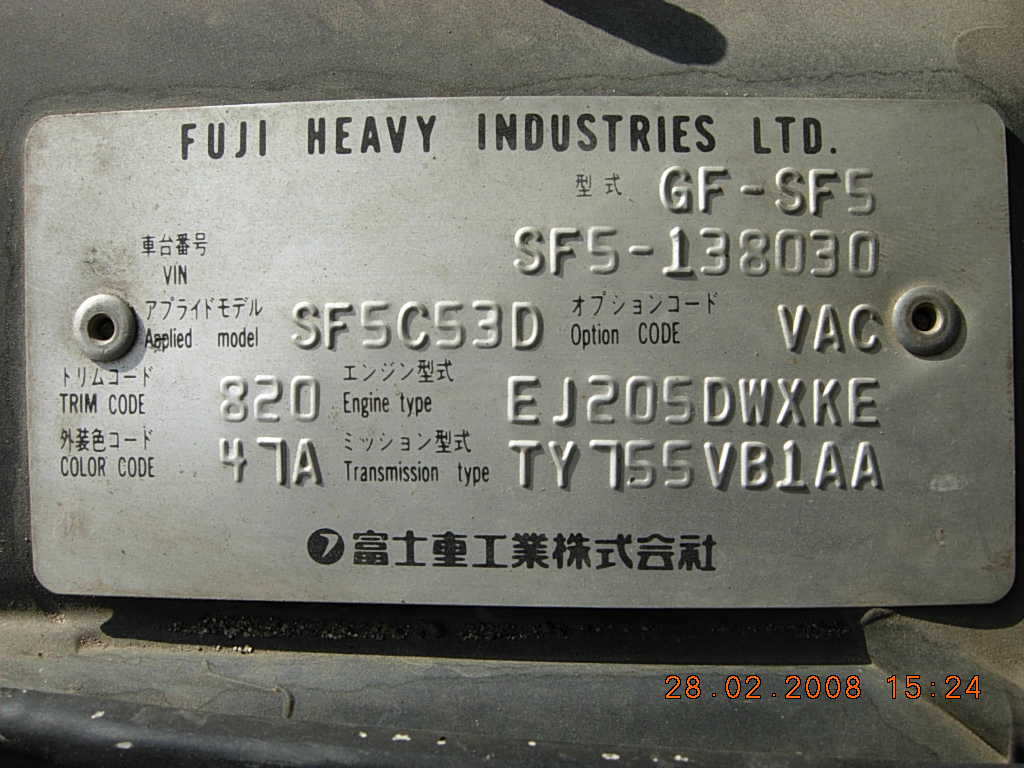 FUJI HEAVY INDUSTRIES LTD.
型式 GF-SF5
車台番号
VIN SF5-138030
アプライドモデル オプションコード
Applied model SF5C53D Option CODE VAC
トリムコード エンジン型式
TRIM CODE 820 Engine type EJ205DWXKE
外装色コード ミッション型式
COLOR CODE 47A Transmission type TY755VB1AA
フ富士重工業株式会社
28.02.2008 15:24